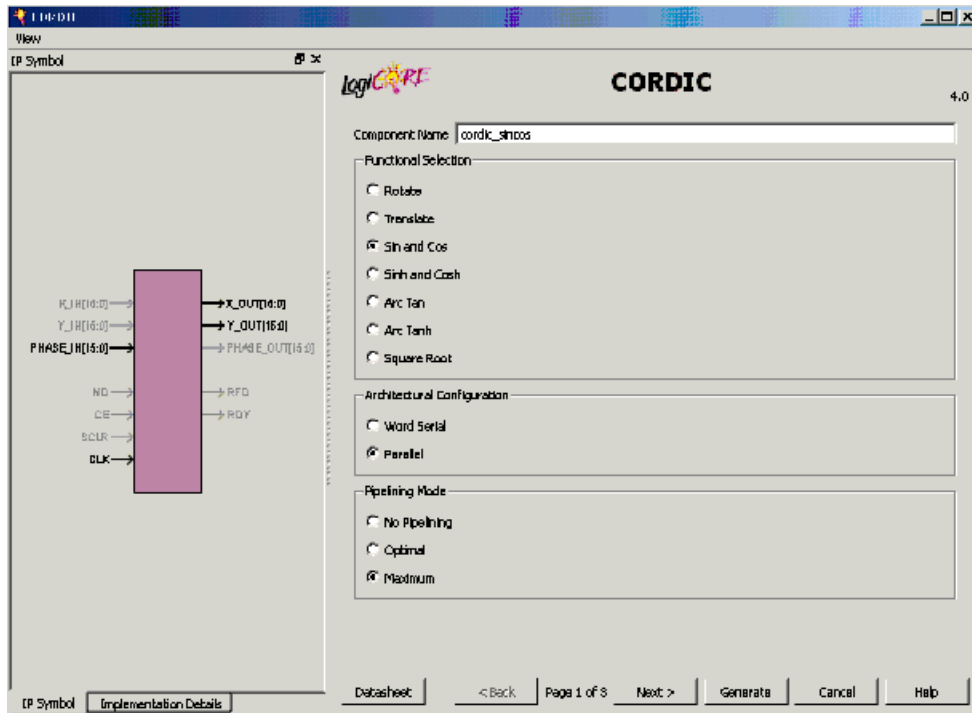 CORDIC
View
IP Symbol
LogiCORE
CORDIC
4.0
Component Name cordic_sincos
Functional Selection
Rotate
Translate
Sin and Cos
Sinh and Cosh
Arc Tan
Arc Tanh
Square Root
Architectural Configuration
Word Serial
Parallel
Pipelining Mode
No Pipelining
Optimal
Maximum
X_IN[16:0]
Y_IN[16:0]
PHASE_IN[15:0]
ND
CE
SCLR
CLK
X_OUT[16:0]
Y_OUT[16:0]
PHASE_OUT[15:0]
RFD
RDY
IP Symbol
Implementation Details
Datasheet
< Back
Page 1 of 3
Next >
Generate
Cancel
Help